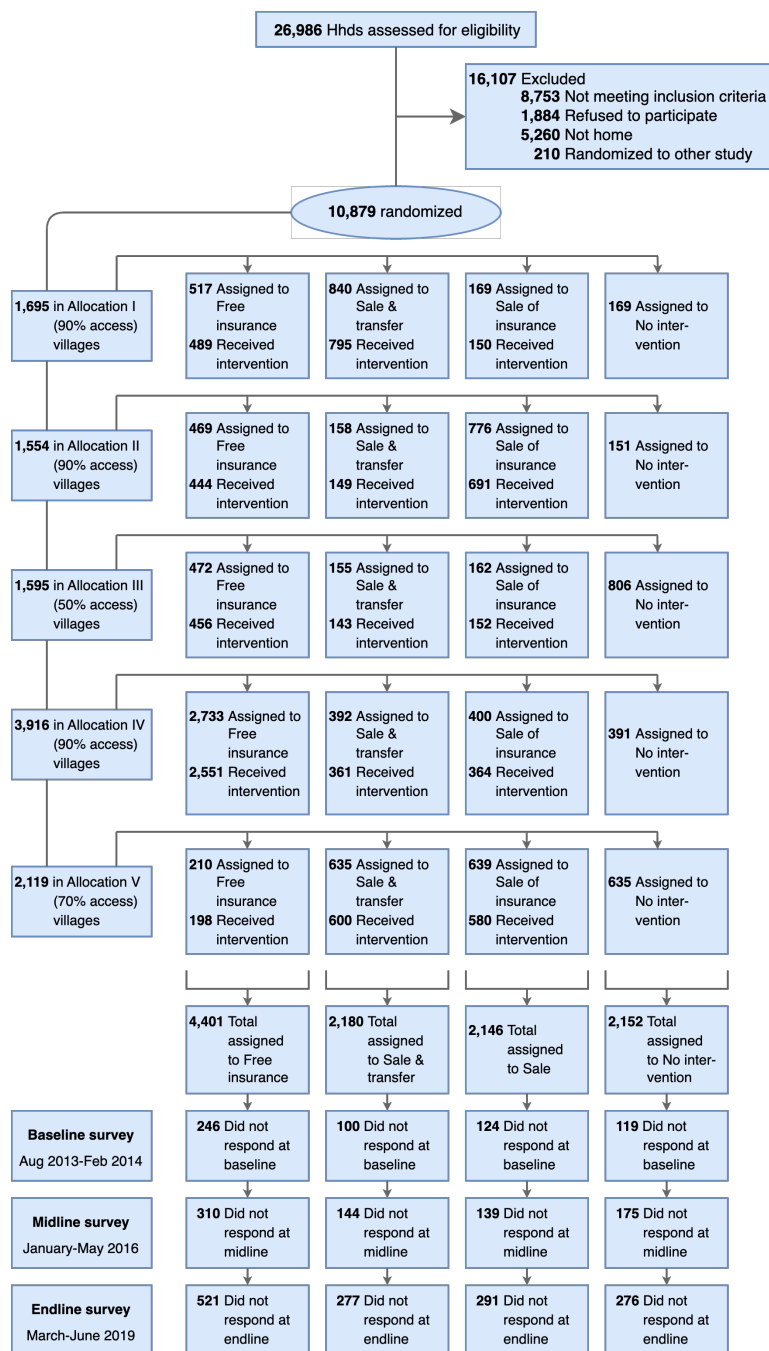 26,986 Hhds assessed for eligibility
16,107 Excluded
8,753 Not meeting inclusion criteria
1,884 Refused to participate
5,260 Not home
210 Randomized to other study
10,879 randomized
1,695 in Allocation I
(90% access)
villages
517 Assigned to
Free
insurance
489 Received
intervention
840 Assigned to
Sale &
transfer
795 Received
intervention
169 Assigned to
Sale of
insurance
150 Received
intervention
169 Assigned to
No inter-
vention
1,554 in Allocation II
(90% access)
villages
469 Assigned to
Free
insurance
444 Received
intervention
158 Assigned to
Sale &
transfer
149 Received
intervention
776 Assigned to
Sale of
insurance
691 Received
intervention
151 Assigned to
No inter-
vention
1,595 in Allocation III
(50% access)
villages
472 Assigned to
Free
insurance
456 Received
intervention
155 Assigned to
Sale &
transfer
143 Received
intervention
162 Assigned to
Sale of
insurance
152 Received
intervention
806 Assigned to
No inter-
vention
3,916 in Allocation IV
(90% access)
villages
2,733 Assigned to
Free
insurance
2,551 Received
intervention
392 Assigned to
Sale &
transfer
361 Received
intervention
400 Assigned to
Sale of
insurance
364 Received
intervention
391 Assigned to
No inter-
vention
2,119 in Allocation V
(70% access)
villages
210 Assigned to
Free
insurance
198 Received
intervention
635 Assigned to
Sale &
transfer
600 Received
intervention
639 Assigned to
Sale of
insurance
580 Received
intervention
635 Assigned to
No inter-
vention
4,401 Total
assigned
to Free
insurance
2,180 Total
assigned
to Sale &
transfer
2,146 Total
assigned
to Sale
2,152 Total
assigned
to No inter-
vention
Baseline survey
Aug 2013-Feb 2014
246 Did not
respond at
baseline
100 Did not
respond at
baseline
124 Did not
respond at
baseline
119 Did not
respond at
baseline
Midline survey
January-May 2016
310 Did not
respond at
midline
144 Did not
respond at
midline
139 Did not
respond at
midline
175 Did not
respond at
midline
Endline survey
March-June 2019
521 Did not
respond at
endline
277 Did not
respond at
endline
291 Did not
respond at
endline
276 Did not
respond at
endline